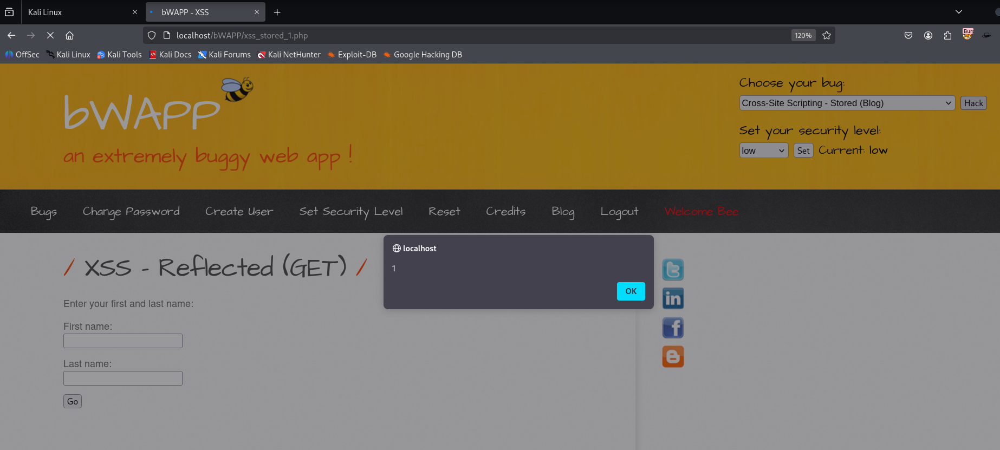 Kali Linux
bWAPP - XSS
localhost/bWAPP/xss_stored_1.php
120%
Bur
OffSec
Kali Linux
Kali Tools
Kali Docs
Kali Forums
Kali NetHunter
Exploit-DB
Google Hacking DB
bWAPP
an extremely buggy web app !
Choose your bug:
Cross-Site Scripting - Stored (Blog)
Hack
Set your security level:
low
Set
Current: low
Bugs
Change Password
Create User
Set Security Level
Reset
Credits
Blog
Logout
Welcome Bee
/ XSS - Reflected (GET) /
localhost
1
OK
Enter your first and last name:
First name:
Last name:
Go